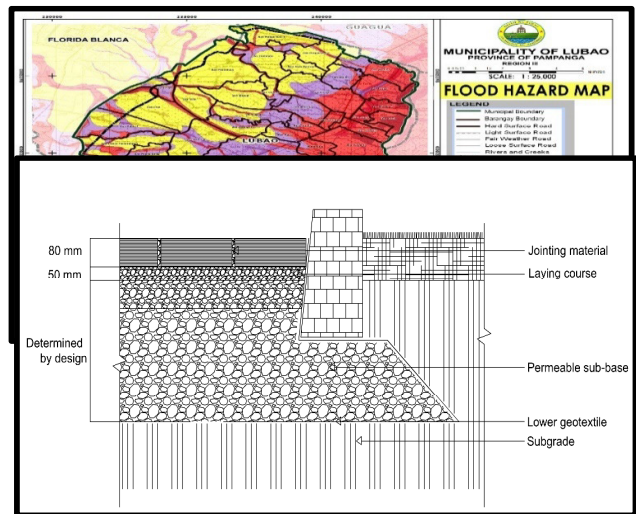 GUAGUA
FLORIDA BLANCA
LUBAO
MUNICIPALITY OF LUBAO
PROVINCE OF PAMPANGA
REGION III
SCALE: 1 : 25,000
FLOOD HAZARD MAP
LEGEND
Municipal Boundary
Barangay Boundary
Hard Surface Road
Light Surface Road
Fair Weather Road
Loose Surface Road
Rivers and Creeks
80 mm
50 mm
Determined
by design
Jointing material
Laying course
Permeable sub-base
Lower geotextile
Subgrade